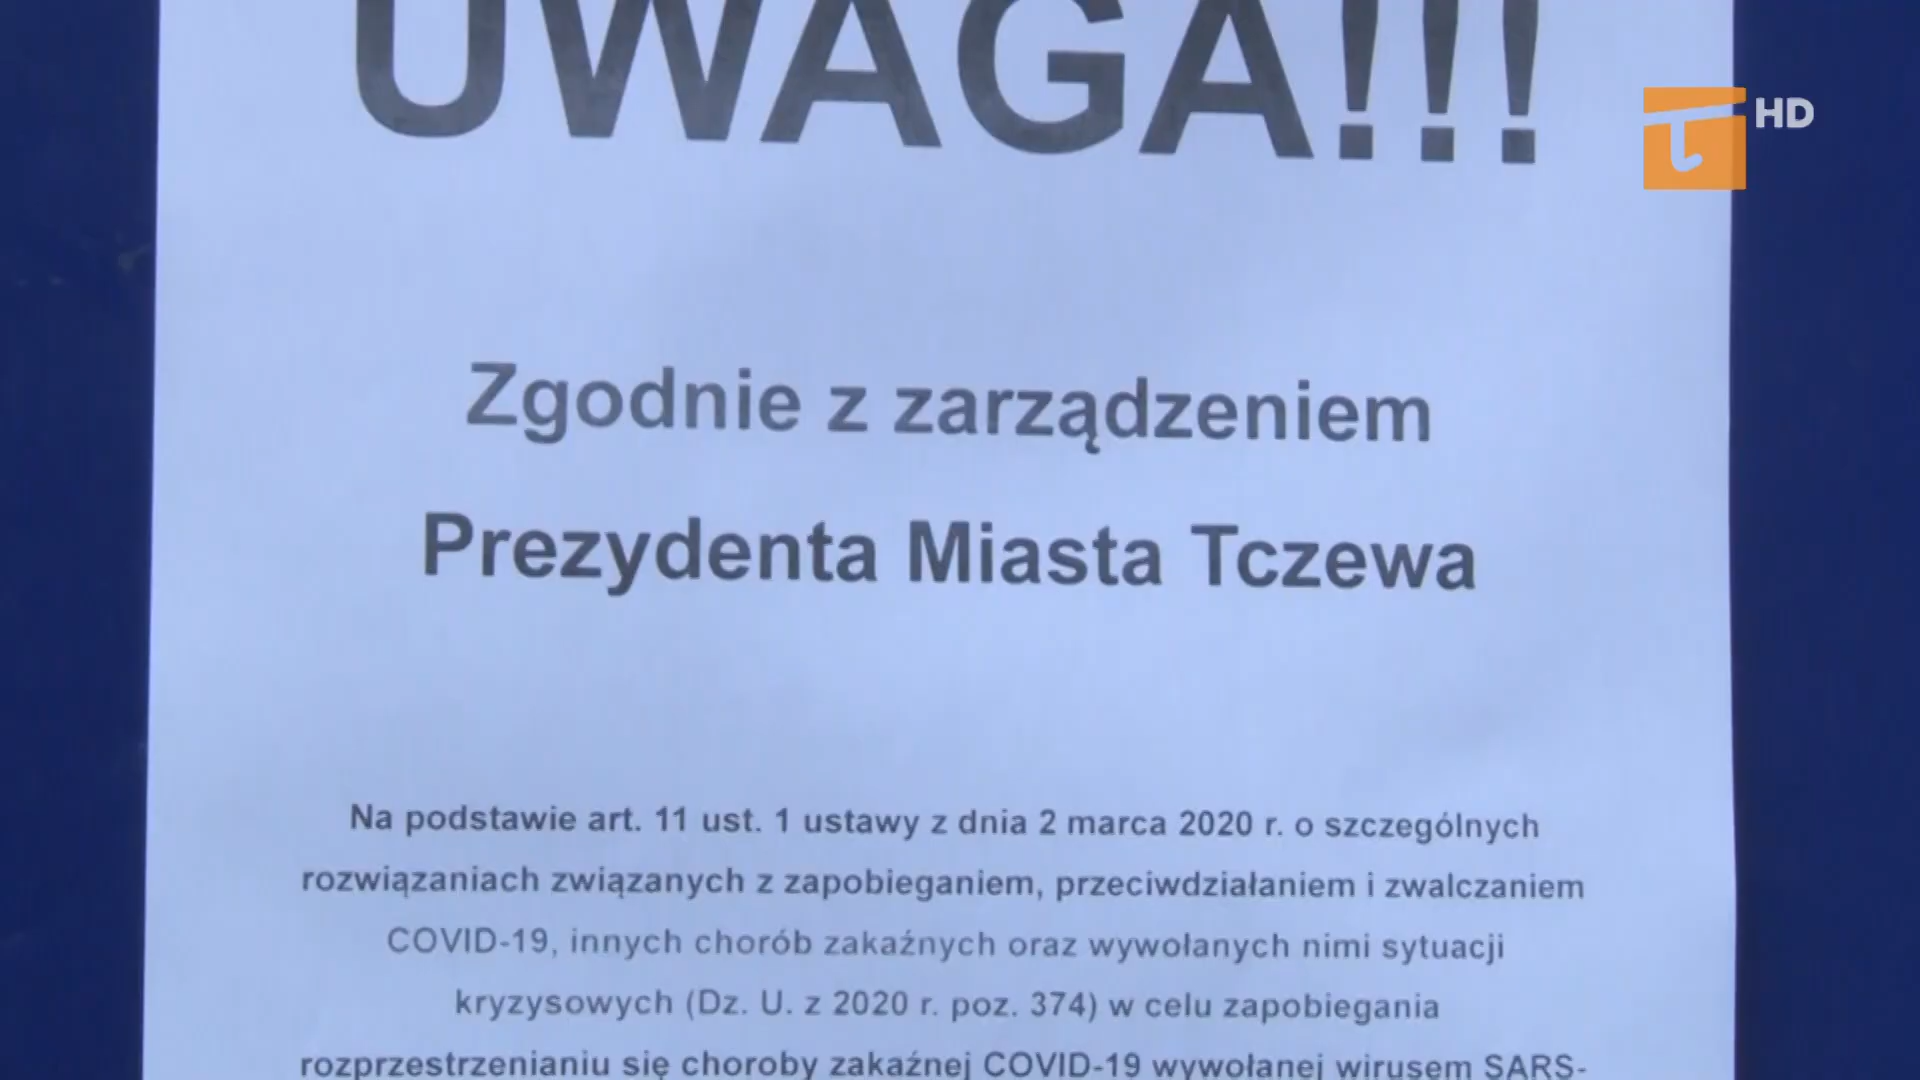 UWAGA!!!
HD
Zgodnie z zarządzeniem
Prezydenta Miasta Tczewa
Na podstawie art. 11 ust. 1 ustawy z dnia 2 marca 2020 r. o szczególnych
rozwiązaniach związanych z zapobieganiem, przeciwdziałaniem i zwalczaniem
COVID-19, innych chorób zakaźnych oraz wywołanych nimi sytuacji
kryzysowych (Dz. U. z 2020 r. poz. 374) w celu zapobiegania
rozprzestrzenianiu się choroby zakaźnej COVID-19 wywołanej wirusem SARS-